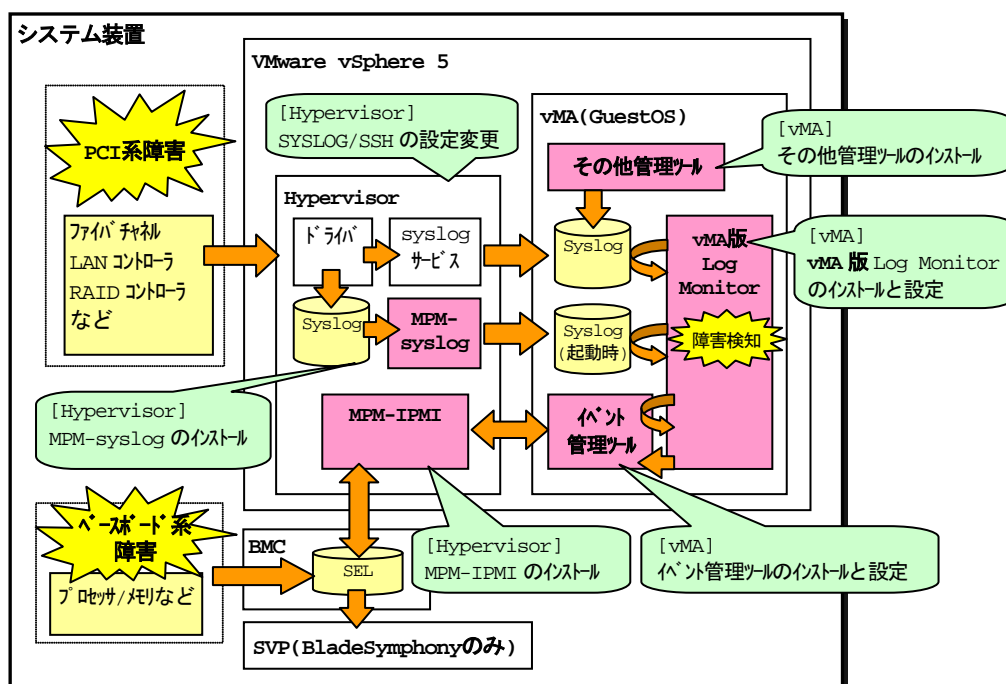 システム装置
VMware vSphere 5
[Hypervisor]
SYSLOG/SSH の設定変更
vMA(GuestOS)
[vMA]
その他管理ツールのインストール
PCI系障害
その他管理ツール
Hypervisor
ファイバチャネル
LAN コントローラ
RAID コントローラ
など
ドライバ
syslog
サービス
Syslog
vMA版
Log
Monitor
[vMA]
vMA 版 Log Monitor
のインストールと設定
Syslog
MPM-
syslog
Syslog
(起動時)
障害検知
[Hypervisor]
MPM-syslog のインストール
MPM-IPMI
イベント
管理ツール
ベースボード系
障害
プロセッサ/メモリなど
BMC
SEL
[Hypervisor]
MPM-IPMI のインストール
[vMA]
イベント管理ツールのインストールと設定
SVP(BladeSymphonyのみ)